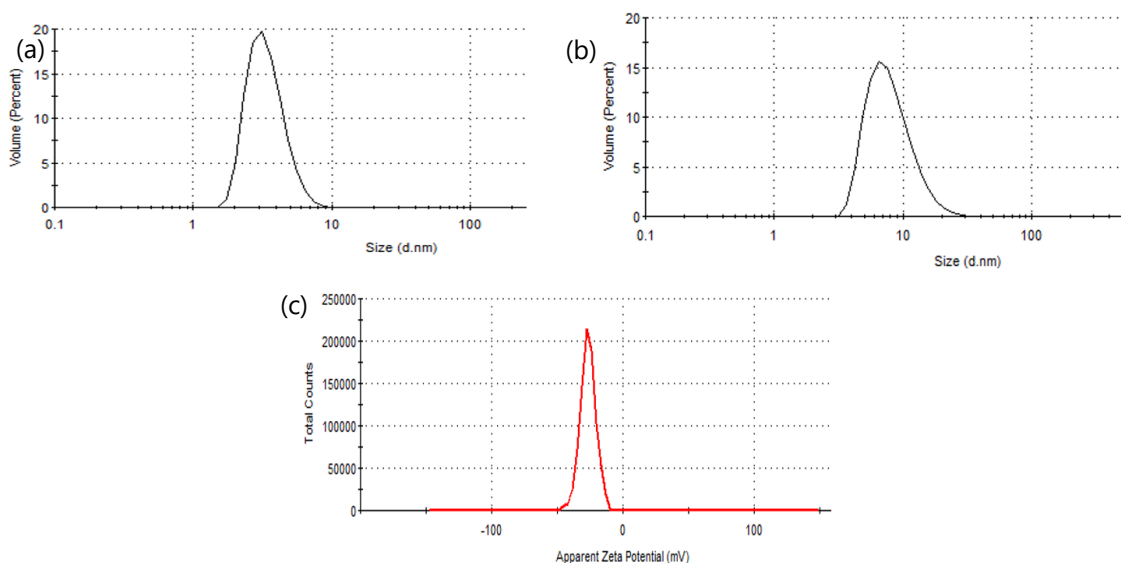 (a)
Volume (Percent)
20
15
10
5
0
0.1 1 10 100
Size (d.nm)
(b)
Volume (Percent)
20
15
10
5
0
0.1 1 10 100
Size (d.nm)
(c)
Total Counts
250000
200000
150000
100000
50000
0
-100 0 100
Apparent Zeta Potential (mV)